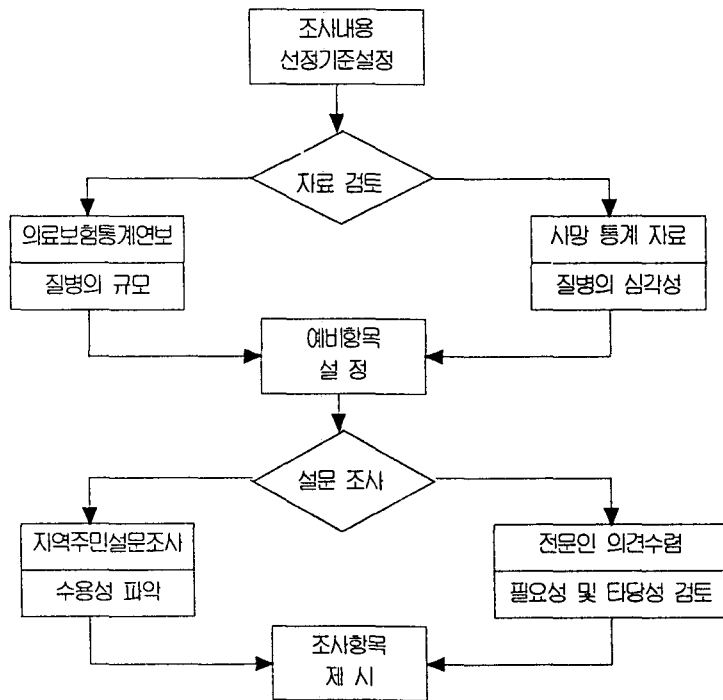 조사내용
선정기준설정
자료 검토
의료보험통계연보
질병의 규모
사망 통계 자료
질병의 심각성
예비항목
설 정
설문 조사
지역주민설문조사
수용성 파악
전문인 의견수렴
필요성 및 타당성 검토
조사항목
제 시